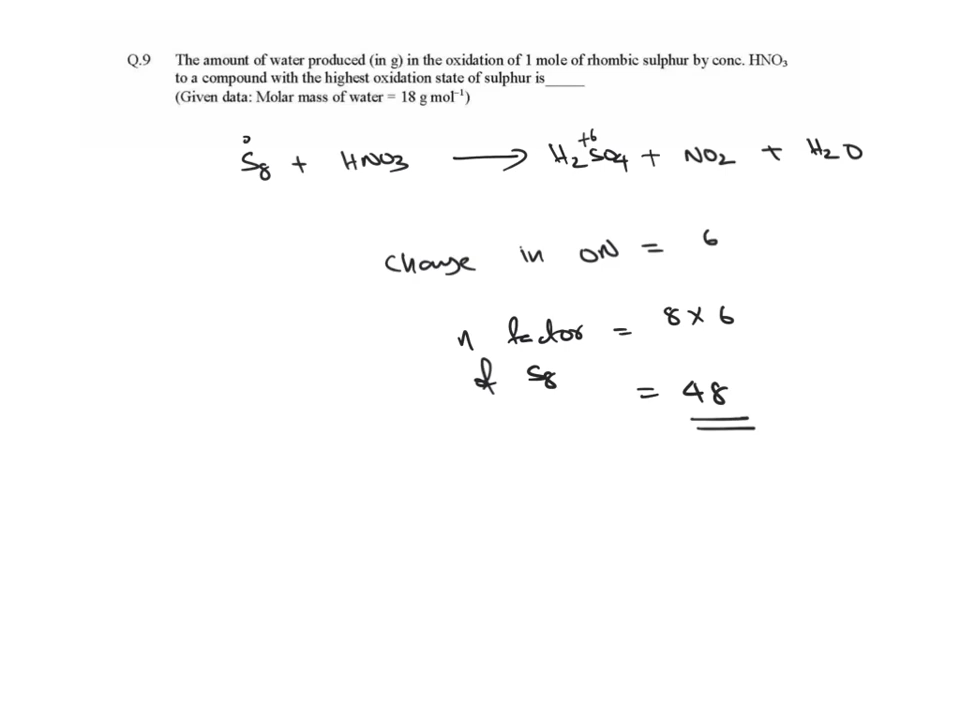 Q.9 The amount of water produced (in g) in the oxidation of 1 mole of rhombic sulphur by conc. HNO₃
to a compound with the highest oxidation state of sulphur is_____
(Given data: Molar mass of water = 18 g mol⁻¹)
0 +6
S₈ + HNO₃ ⟶ H₂SO₄ + NO₂ + H₂O
change in ON = 6
n factor = 8 × 6
of S₈ = 48